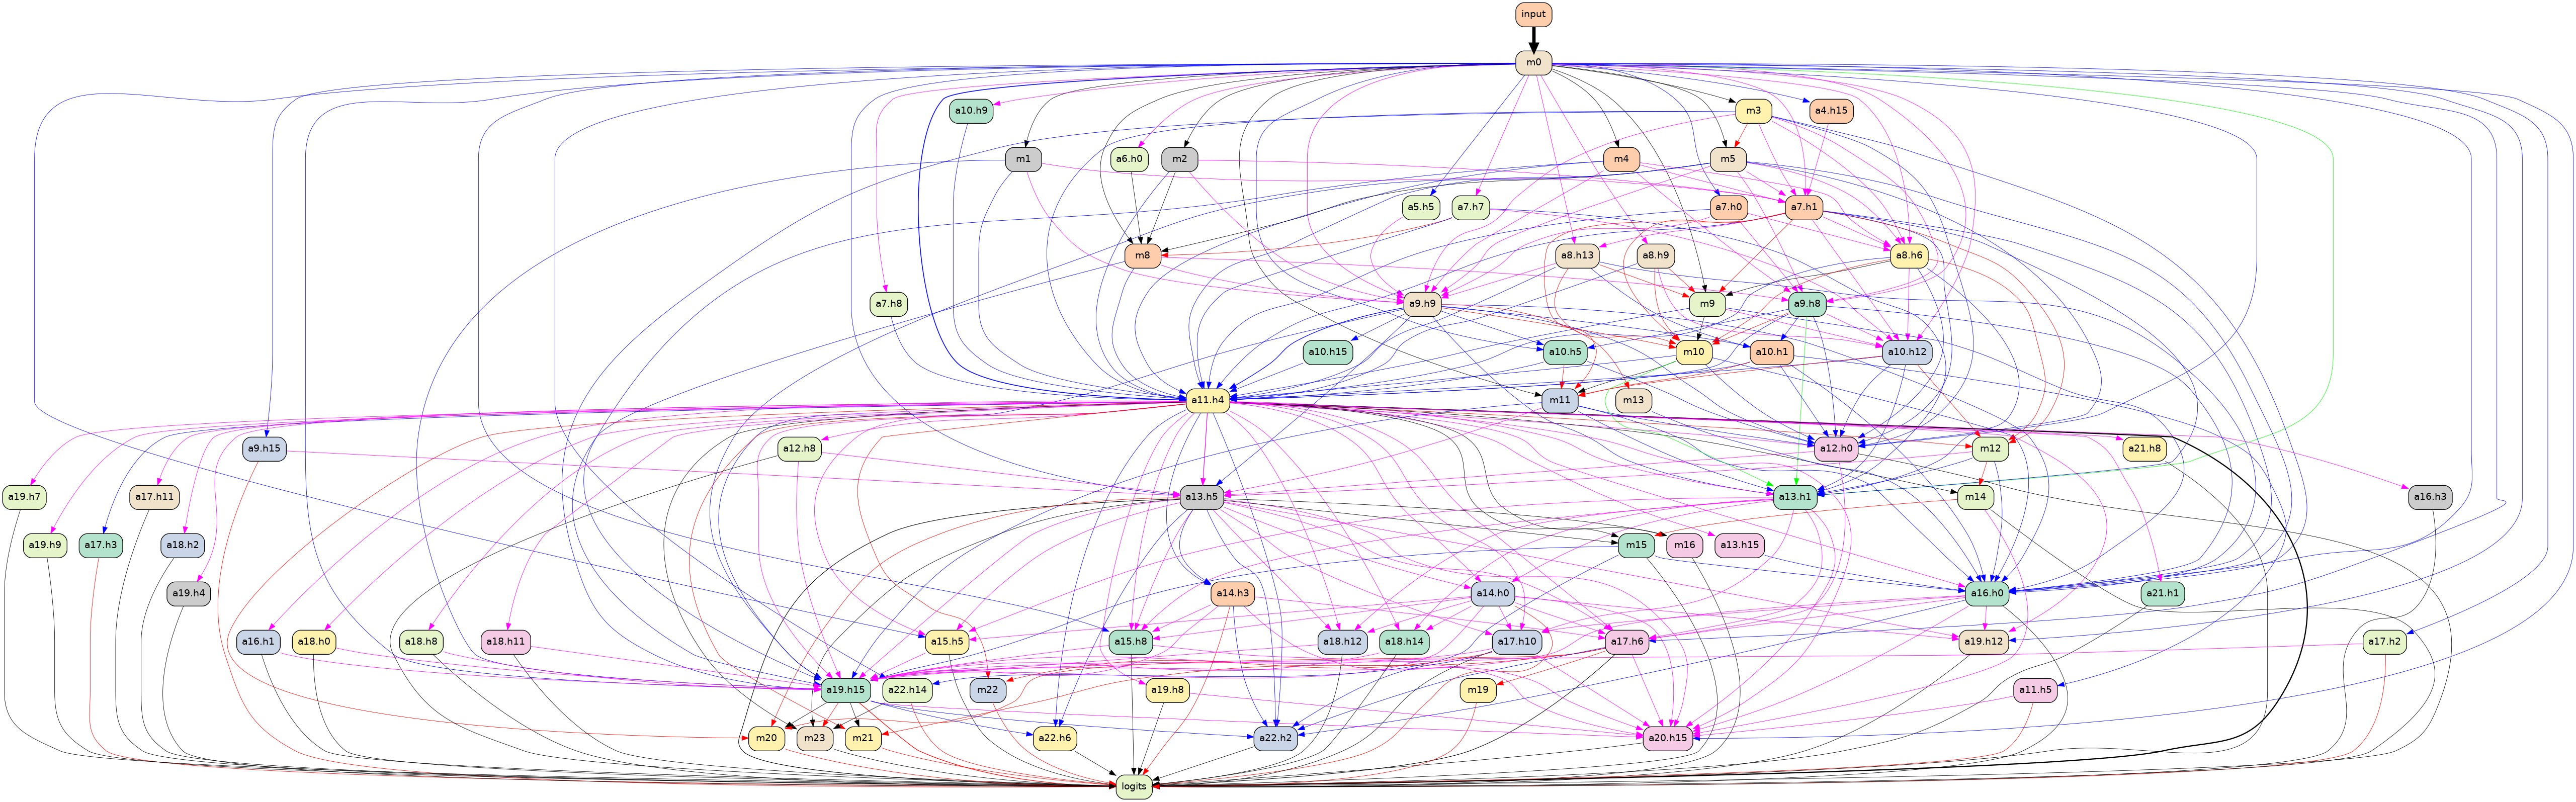 input
m0
a10.h9 m3 a4.h15
m1 a6.h0 m2 m4 m5
a5.h5 a7.h7 a7.h0 a7.h1
m8 a8.h13 a8.h9 a8.h6
a7.h8 a9.h9 m9 a9.h8
a10.h15 a10.h5 m10 a10.h1 a10.h12
a11.h4 m11 m13
a9.h15 a12.h8 a12.h0 m12 a21.h8
a19.h7 a17.h11 a13.h5 a13.h1 m14 a16.h3
a19.h9 a17.h3 a18.h2 m15 m16 a13.h15
a19.h4 a14.h3 a14.h0 a16.h0 a21.h1
a16.h1 a18.h0 a18.h8 a18.h11 a15.h5 a15.h8 a18.h12 a18.h14 a17.h10 a17.h6 a19.h12 a17.h2
a19.h15 a22.h14 m22 a19.h8 m19 a11.h5
m20 m23 m21 a22.h6 a22.h2 a20.h15
logits